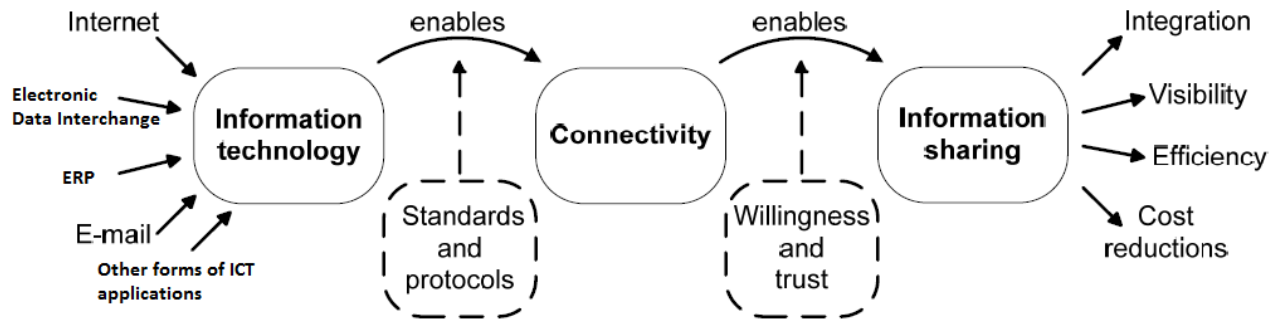 Internet
Electronic
Data Interchange
ERP
E-mail
Other forms of ICT
applications
Information
technology
enables
Standards
and
protocols
Connectivity
enables
Willingness
and
trust
Information
sharing
Integration
Visibility
Efficiency
Cost
reductions